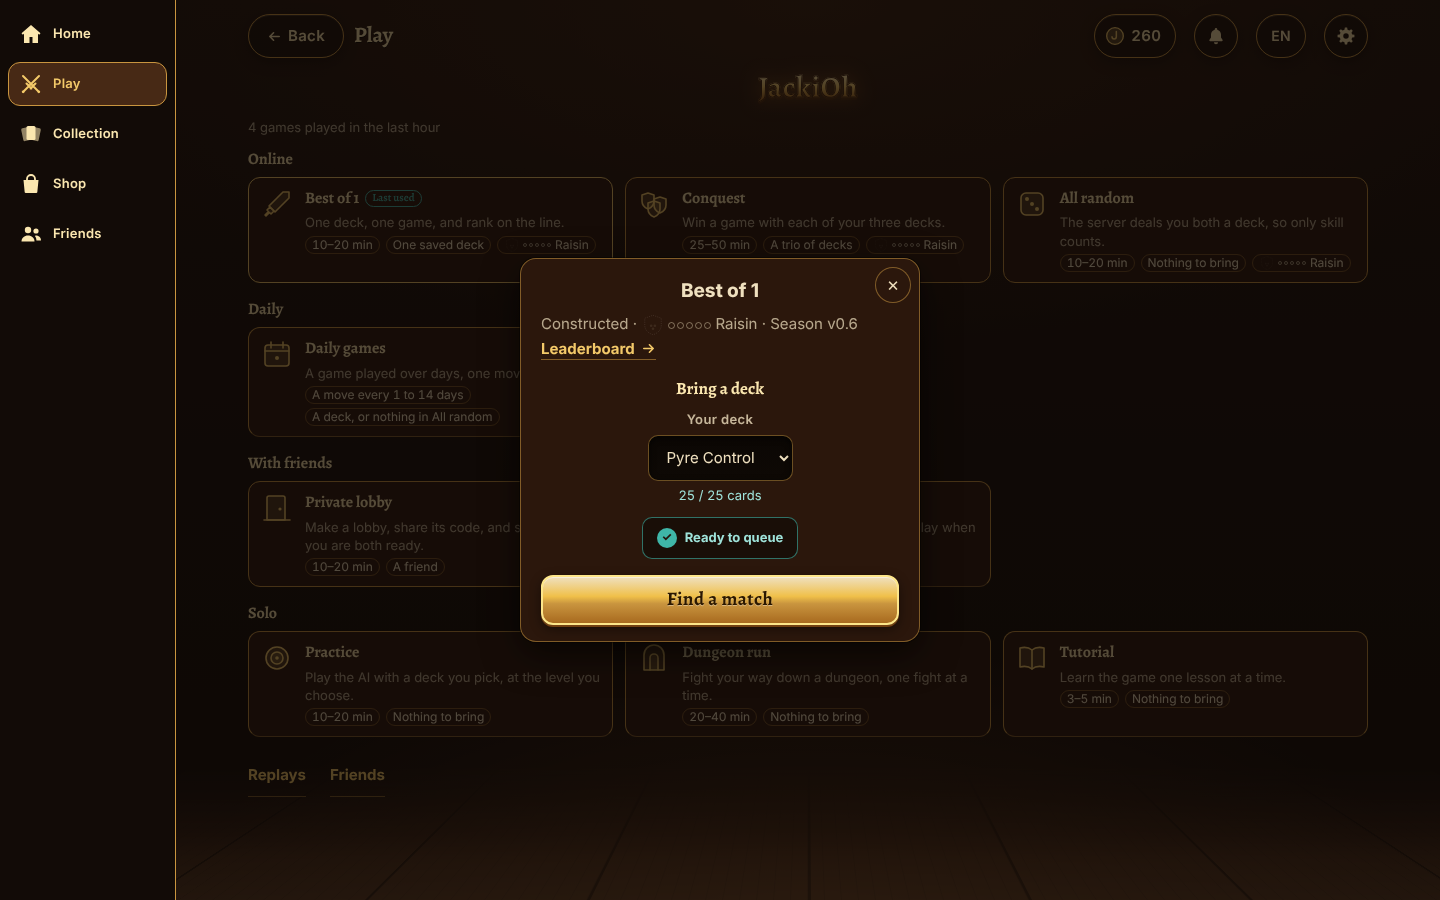 Home
Play
Collection
Shop
Friends
← Back
Play
260
EN
JackiOh
4 games played in the last hour
Online
Best of 1
Last used
One deck, one game, and rank on the line.
10–20 min
One saved deck
Raisin
Conquest
Win a game with each of your three decks.
25–50 min
A trio of decks
Raisin
All random
The server deals you both a deck, so only skill
counts.
10–20 min
Nothing to bring
Raisin
Daily
Daily games
A game played over days, one mov
A move every 1 to 14 days
A deck, or nothing in All random
Best of 1
Constructed · Raisin · Season v0.6
Leaderboard →
Bring a deck
Your deck
Pyre Control
25 / 25 cards
Ready to queue
Find a match
With friends
Private lobby
Make a lobby, share its code, and s
you are both ready.
10–20 min
A friend
lay when
Solo
Practice
Play the AI with a deck you pick, at the level you
choose.
10–20 min
Nothing to bring
Dungeon run
Fight your way down a dungeon, one fight at a
time.
20–40 min
Nothing to bring
Tutorial
Learn the game one lesson at a time.
3–5 min
Nothing to bring
Replays
Friends